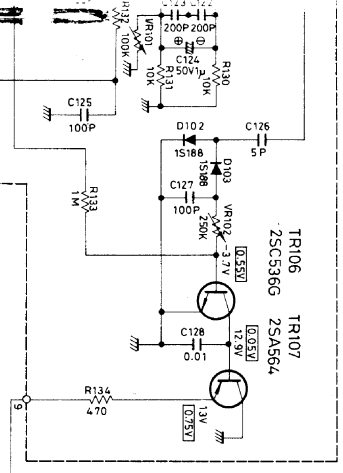 R132
100K
VR101
C123
C122
200P
200P
⊕
⊖
C124
50V1μ
R131
10K
R130
10K
C125
100P
D102
1S188
C126
5P
1S188
D103
R133
1M
C127
100P
VR102
250K
-3.7V
0.55V
TR106
2SC536G
TR107
2SA564
C128
0.01
0.05V
12.9V
R134
470
13V
0.75V
9